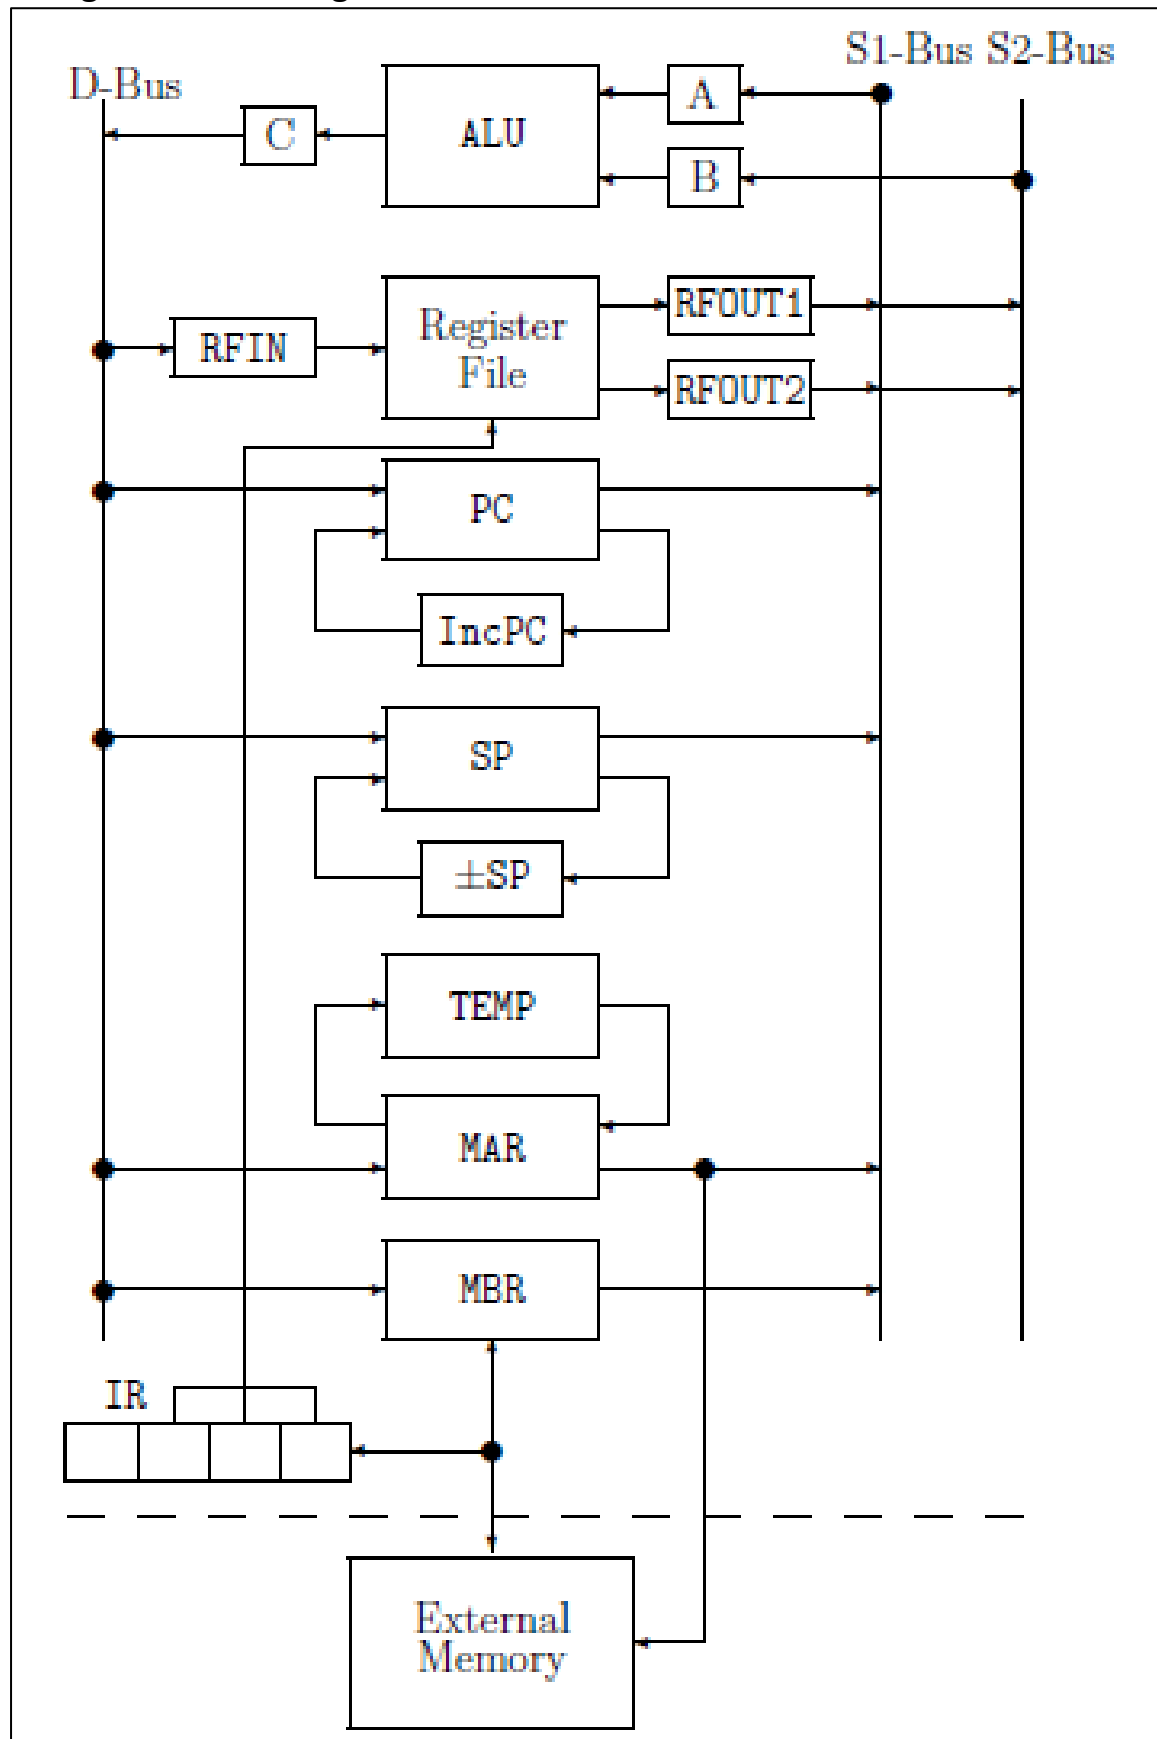 S1-Bus S2-Bus
D-Bus
A
C
ALU
B
RFOUT1
Register
File
RFIN
RFOUT2
PC
IncPC
SP
±SP
TEMP
MAR
MBR
IR
External
Memory